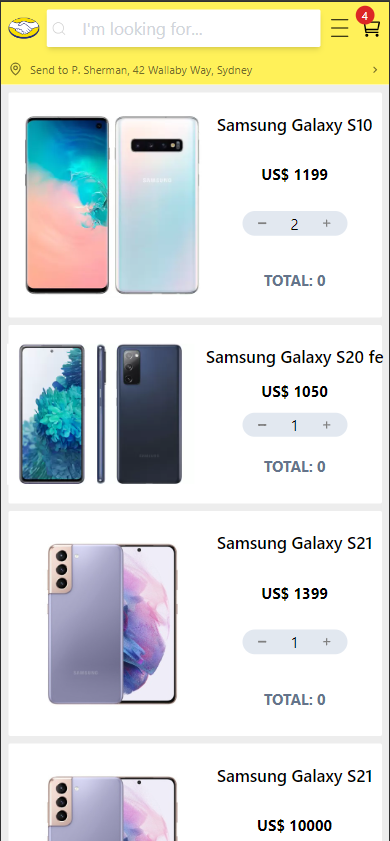 I'm looking for...
4
Send to P. Sherman, 42 Wallaby Way, Sydney
Samsung Galaxy S10
US$ 1199
− 2 +
TOTAL: 0
SAMSUNG
Samsung Galaxy S20 fe
US$ 1050
− 1 +
TOTAL: 0
Samsung Galaxy S21
US$ 1399
− 1 +
TOTAL: 0
SAMSUNG
Samsung Galaxy S21
US$ 10000